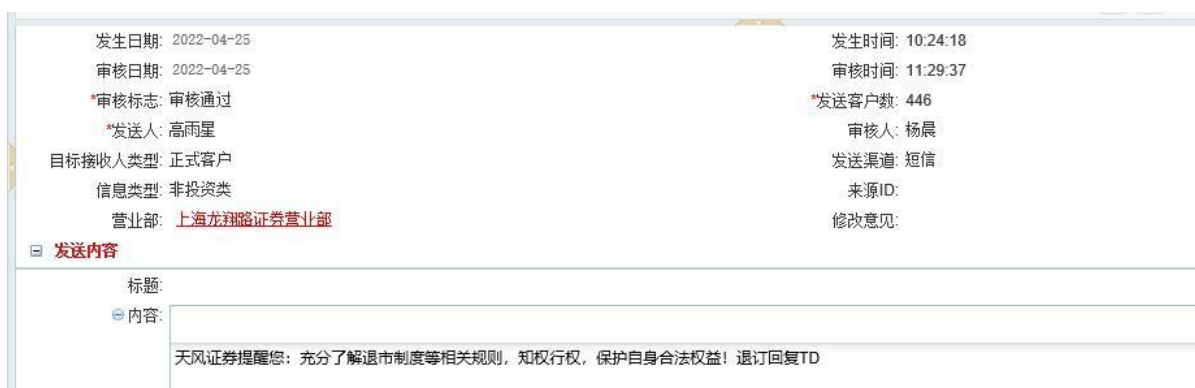 发生日期: 2022-04-25 发生时间: 10:24:18
审核日期: 2022-04-25 审核时间: 11:29:37
*审核标志: 审核通过 *发送客户数: 446
*发送人: 高雨星 审核人: 杨晨
目标接收人类型: 正式客户 发送渠道: 短信
信息类型: 非投资类 来源ID:
营业部: 上海龙翔路证券营业部 修改意见:
发送内容
标题:
内容:
天风证券提醒您：充分了解退市制度等相关规则，知权行权，保护自身合法权益！退订回复TD